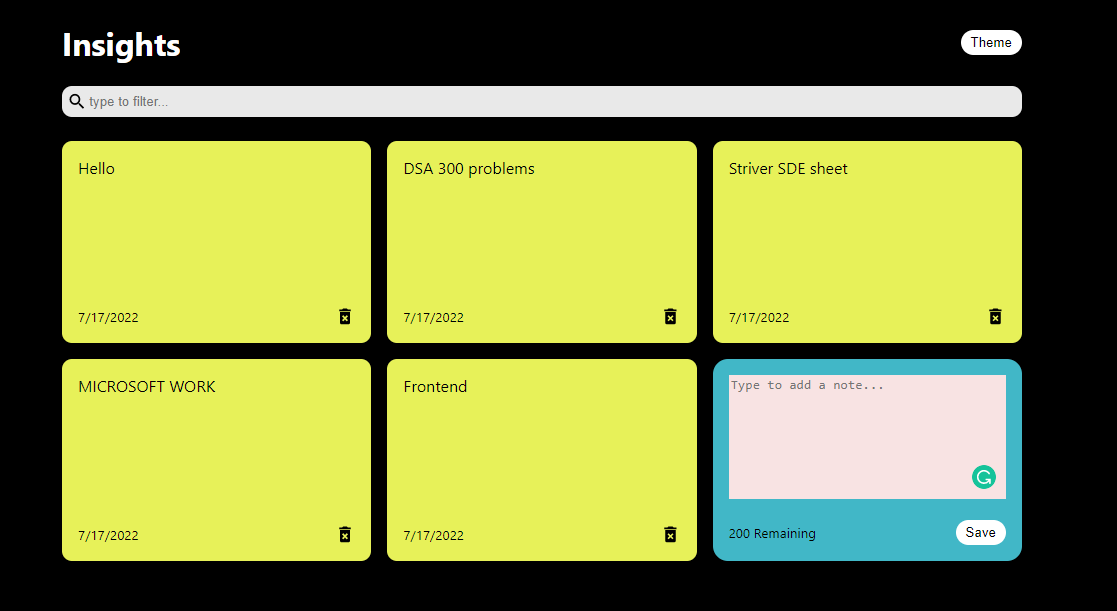 Insights
Theme
type to filter...
Hello
DSA 300 problems
Striver SDE sheet
7/17/2022
7/17/2022
7/17/2022
MICROSOFT WORK
Frontend
Type to add a note...
7/17/2022
7/17/2022
200 Remaining
Save